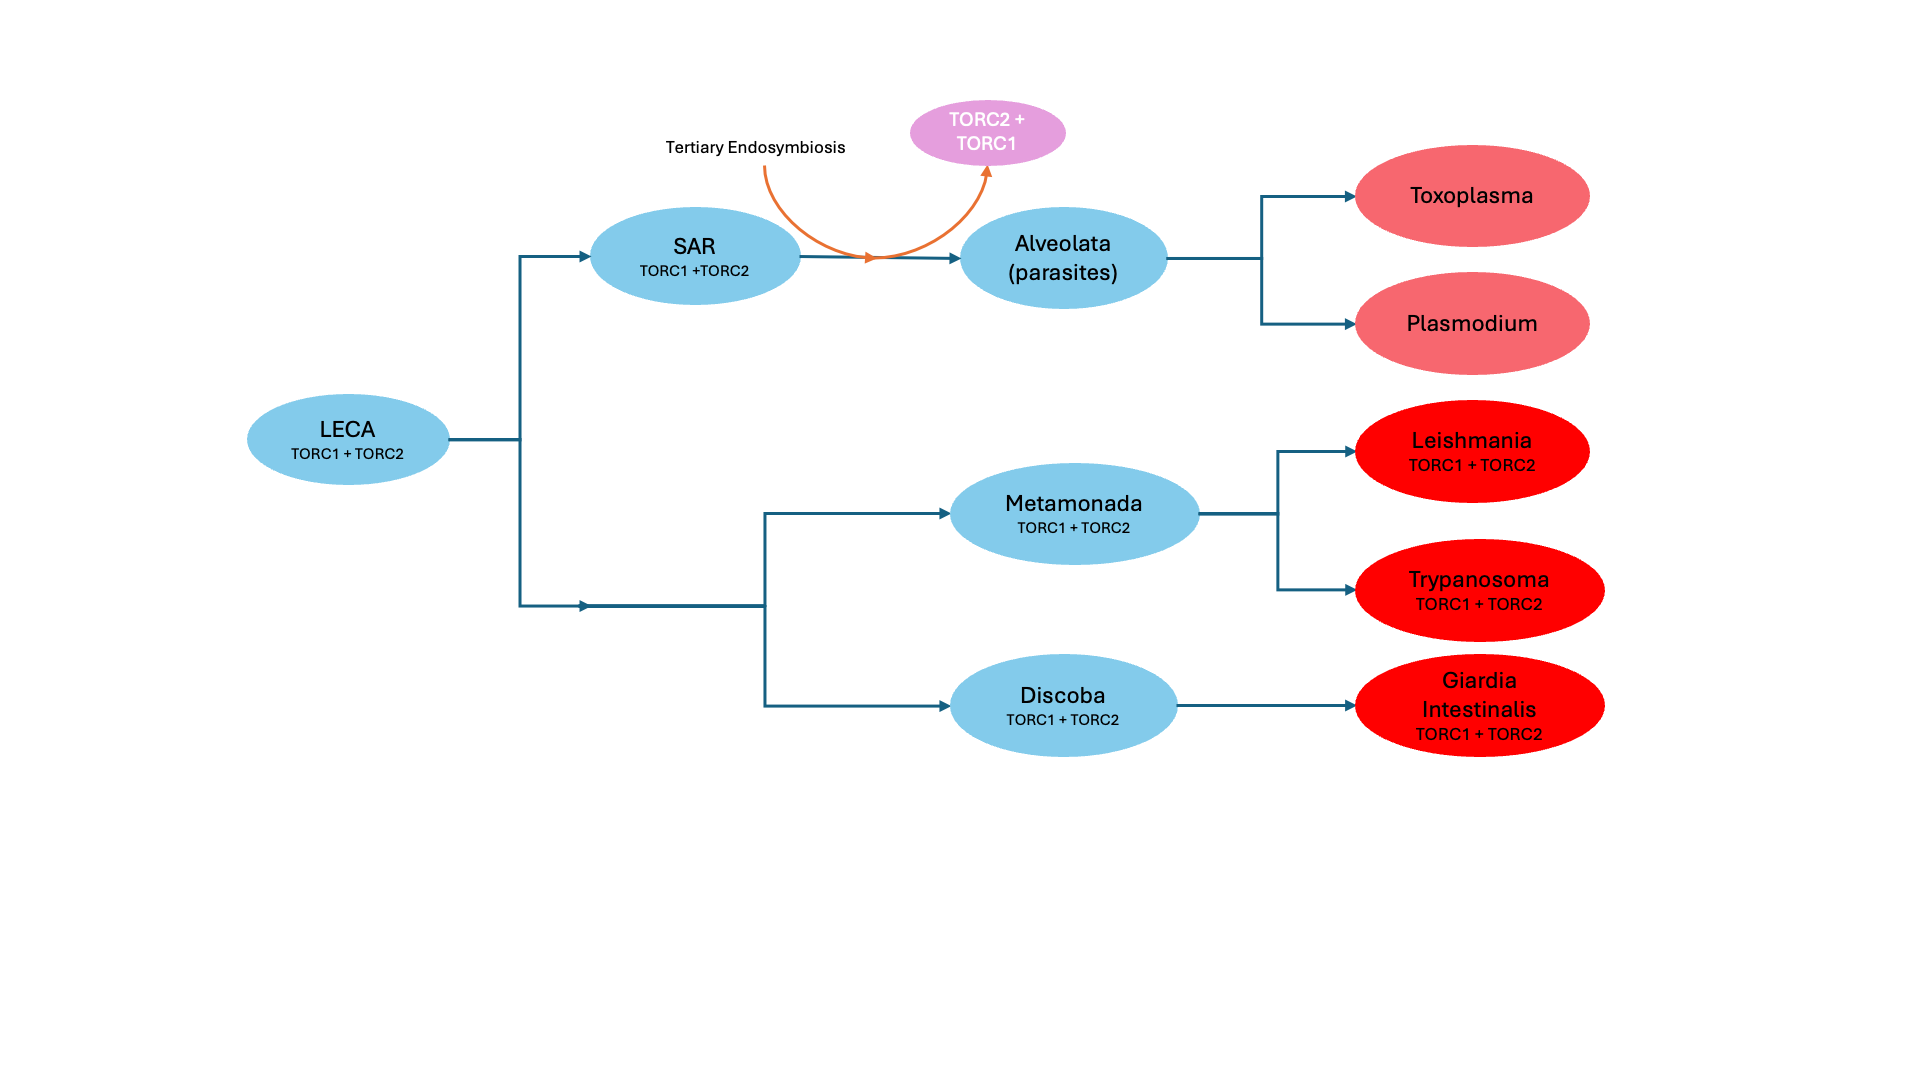 TORC2 +
TORC1
Tertiary Endosymbiosis
Toxoplasma
SAR
TORC1 +TORC2
Alveolata
(parasites)
Plasmodium
LECA
TORC1 + TORC2
Leishmania
TORC1 + TORC2
Metamonada
TORC1 + TORC2
Trypanosoma
TORC1 + TORC2
Discoba
TORC1 + TORC2
Giardia
Intestinalis
TORC1 + TORC2